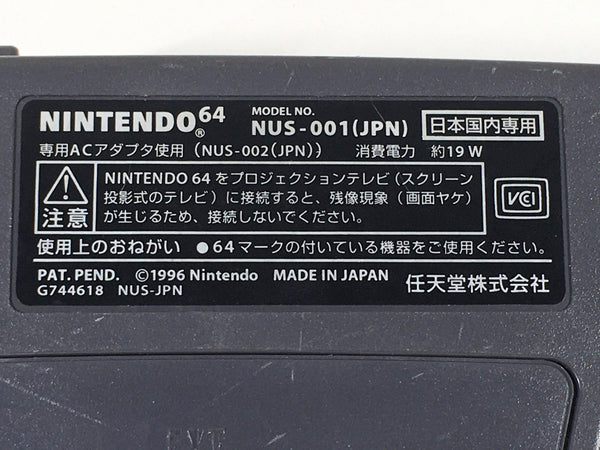 NINTENDO64® MODEL NO. NUS-001(JPN) 日本国内専用
専用ACアダプタ使用 (NUS-002(JPN)) 消費電力 約19W
注意 NINTENDO 64 をプロジェクションテレビ(スクリーン
投影式のテレビ)に接続すると、残像現象(画面ヤケ)
が生じるため、接続しないでください。
VCI
使用上のおねがい ●64マークの付いている機器をご使用ください。
PAT. PEND. ©1996 Nintendo MADE IN JAPAN
G744618 NUS-JPN 任天堂株式会社